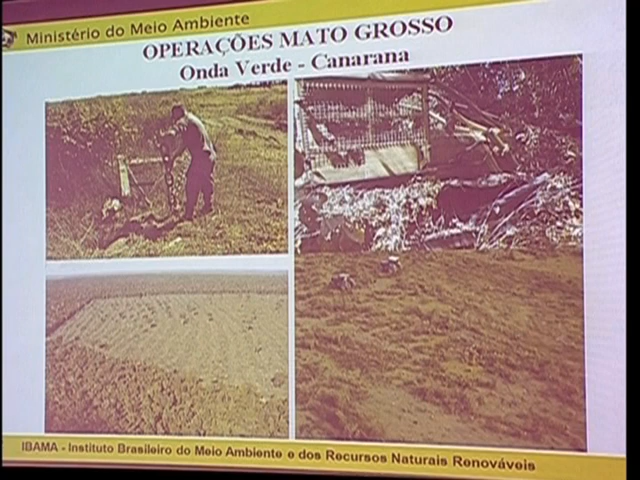 Ministério do Meio Ambiente
OPERAÇÕES MATO GROSSO
Onda Verde - Canarana
IBAMA - Instituto Brasileiro do Meio Ambiente e dos Recursos Naturais Renováveis